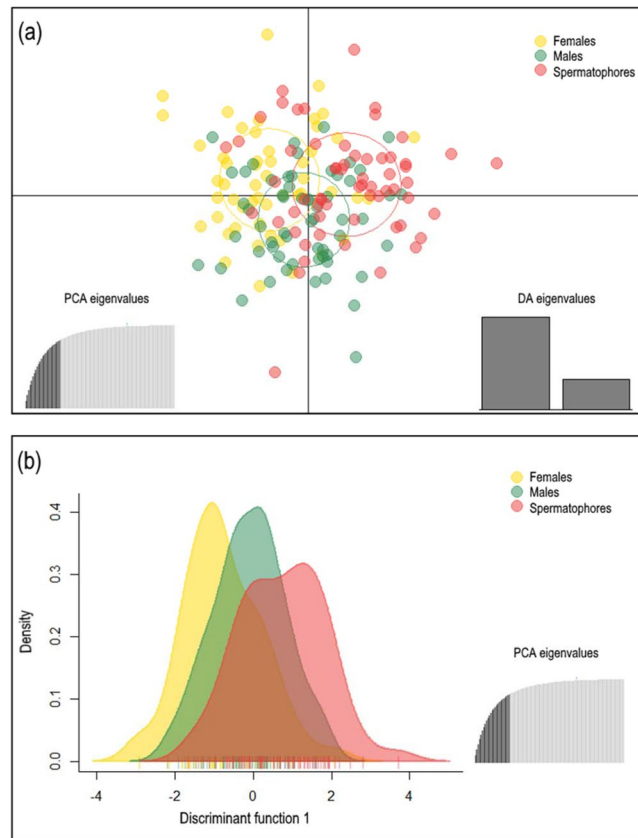 (a)
Females
Males
Spermatophores
PCA eigenvalues
DA eigenvalues
(b)
Females
Males
Spermatophores
0.4
0.3
0.2
0.1
0.0
Density
PCA eigenvalues
-4
-2
0
2
4
Discriminant function 1